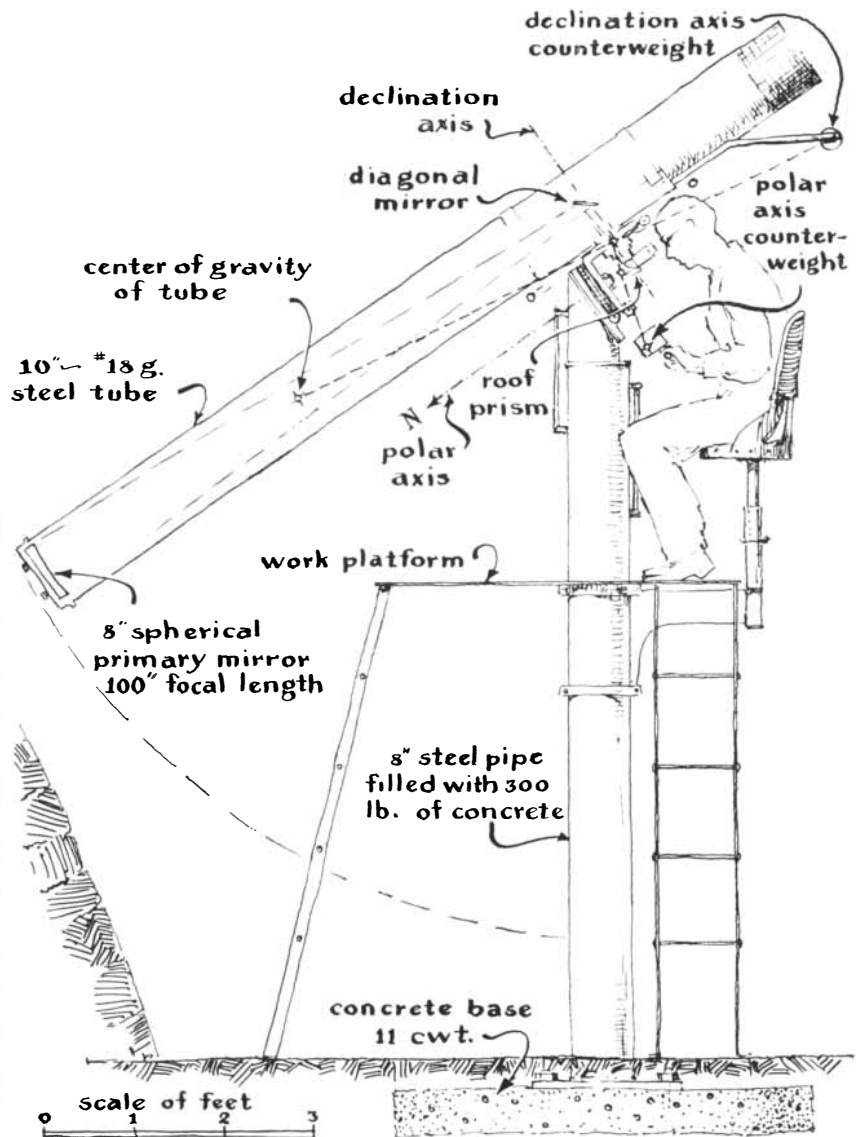 declination axis
counterweight
declination
axis
diagonal
mirror
polar
axis
counter-
weight
center of gravity
of tube
10" ~ #18 g.
steel tube
roof
prism
N
polar
axis
work platform
8" spherical
primary mirror
100" focal length
8" steel pipe
filled with 300
lb. of concrete
concrete base
11 cwt.
scale of feet
0 1 2 3